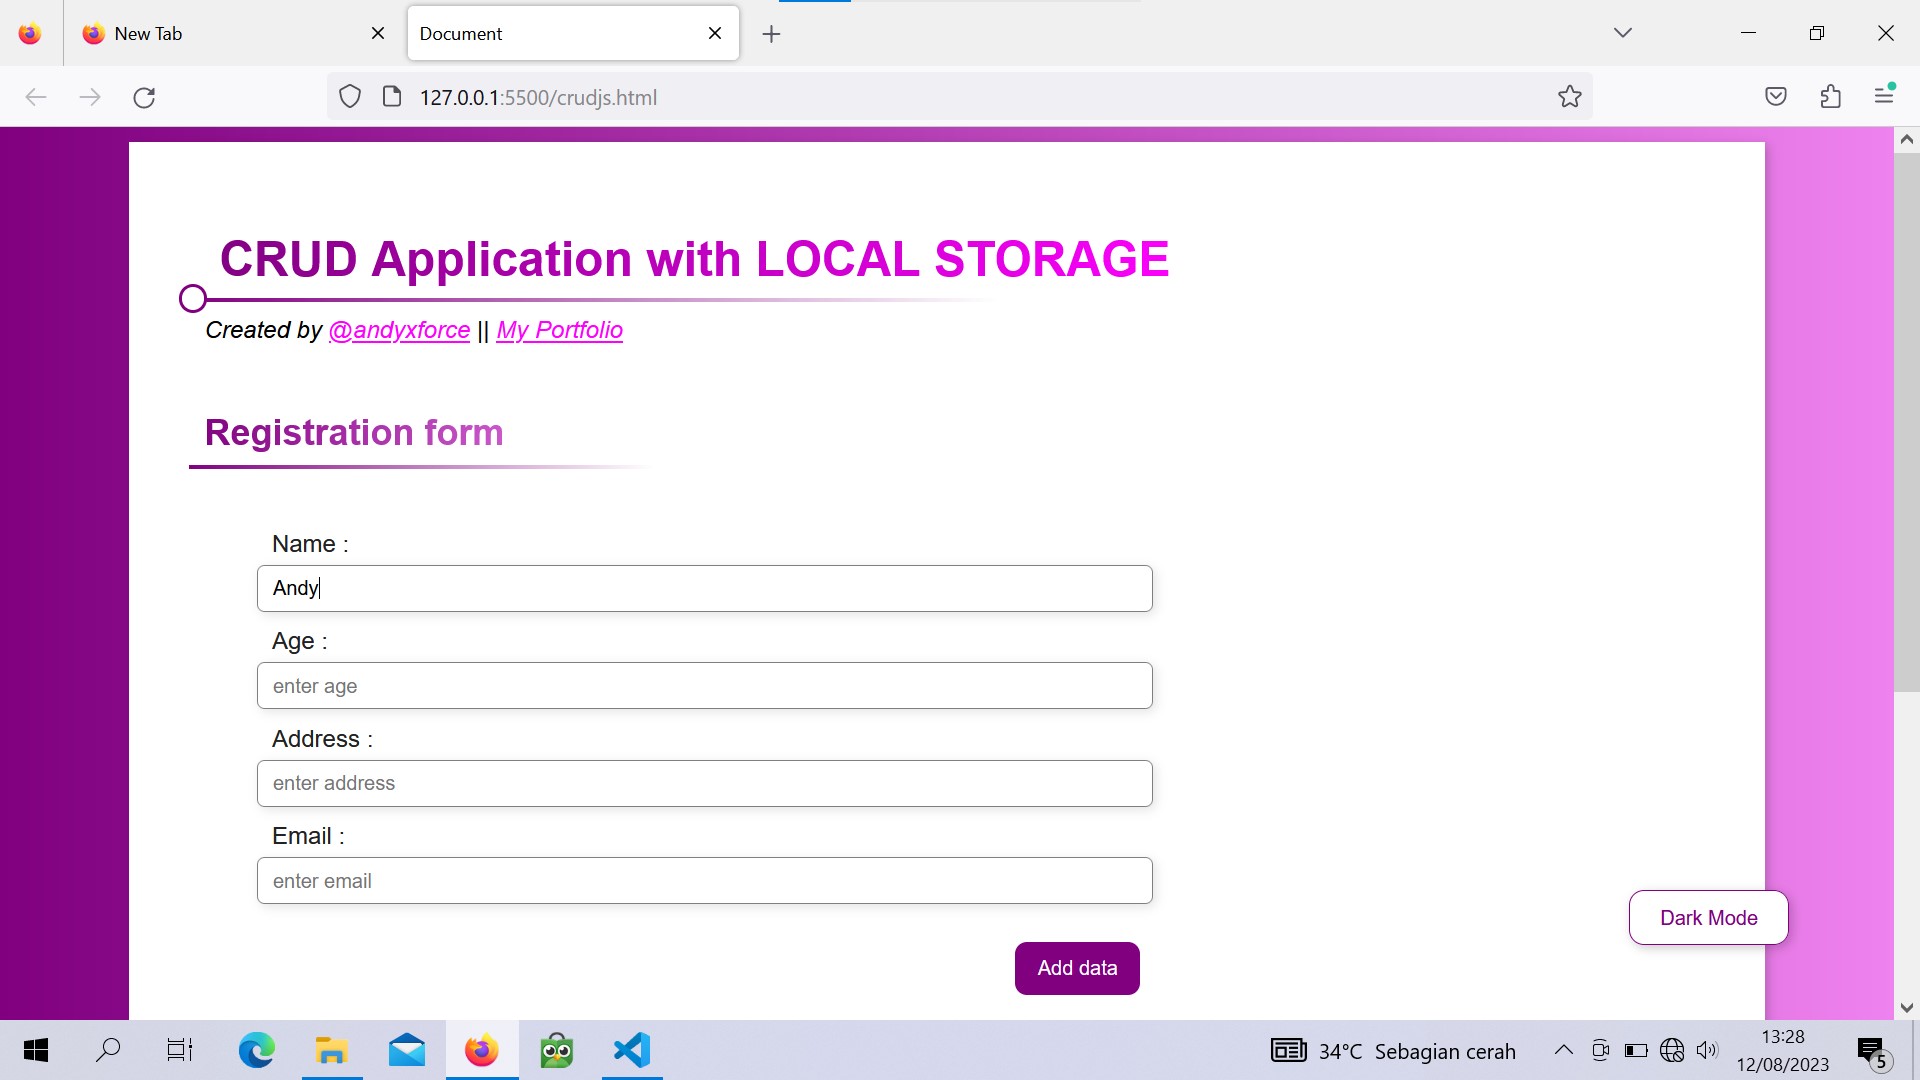 New Tab
Document
127.0.0.1:5500/crudjs.html
CRUD Application with LOCAL STORAGE
Created by @andyxforce || My Portfolio
Registration form
Name :
Andy
Age :
enter age
Address :
enter address
Email :
enter email
Dark Mode
Add data
34°C Sebagian cerah
13:28
12/08/2023
5